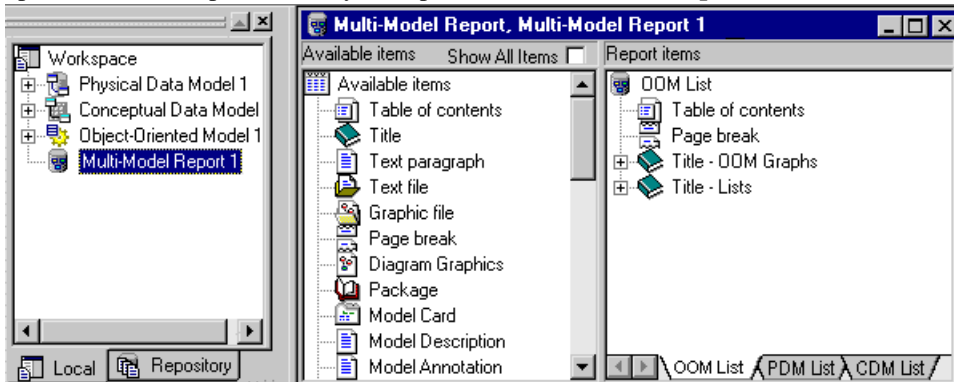 Workspace
Physical Data Model 1
Conceptual Data Model
Object-Oriented Model 1
Multi-Model Report 1
Local
Repository
Multi-Model Report, Multi-Model Report 1
Available items
Show All Items
Available items
Table of contents
Title
Text paragraph
Text file
Graphic file
Page break
Diagram Graphics
Package
Model Card
Model Description
Model Annotation
Report items
OOM List
Table of contents
Page break
Title - OOM Graphs
Title - Lists
OOM List
PDM List
CDM List